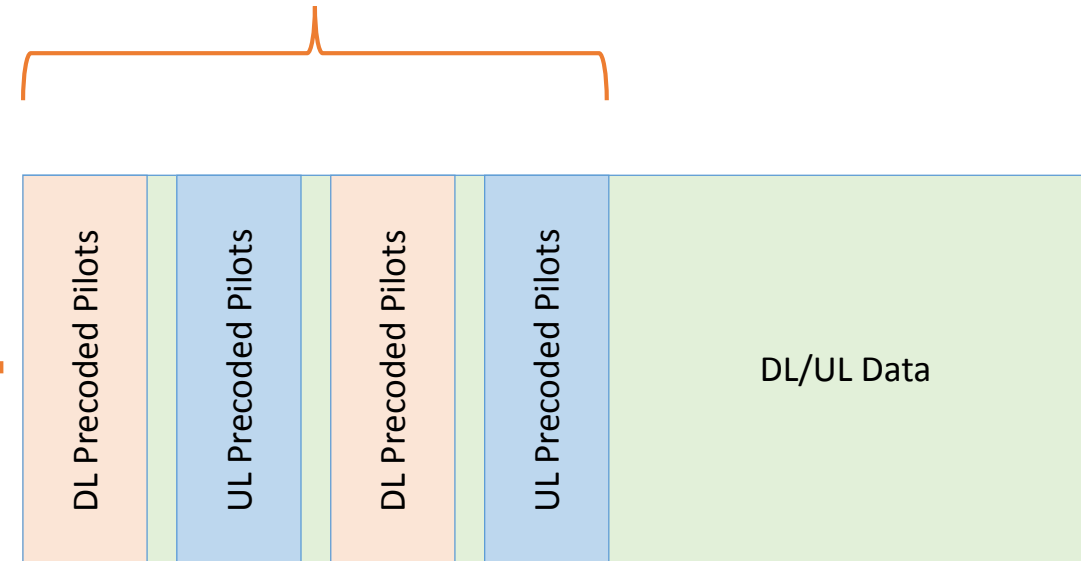 DL Precoded Pilots
UL Precoded Pilots
DL Precoded Pilots
UL Precoded Pilots
DL/UL Data